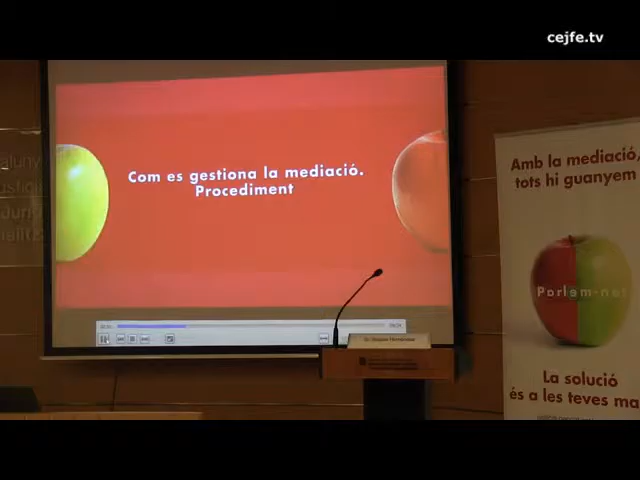 cejfe.tv
Com es gestiona la mediació.
Procediment
Amb la mediació,
tots hi guanyem
Parlem-ne
La solució
és a les teves ma